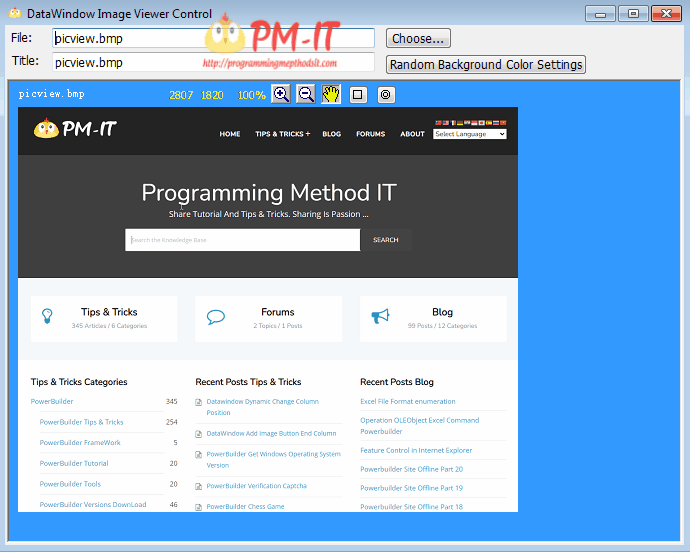 DataWindow Image Viewer Control
File: picview.bmp Choose...
PM-IT
http://programmingmepthodsit.com
Title: picview.bmp Random Background Color Settings
picview.bmp 2807 1820 100%
PM-IT
HOME TIPS & TRICKS + BLOG FORUMS ABOUT Select Language
Programming Method IT
Share Tutorial And Tips & Tricks. Sharing Is Passion ...
Search the Knowledge Base SEARCH
Tips & Tricks Forums Blog
345 Articles / 6 Categories 2 Topics / 1 Posts 99 Posts / 12 Categories
Tips & Tricks Categories
PowerBuilder 345
PowerBuilder Tips & Tricks 254
PowerBuilder FrameWork 5
PowerBuilder Tutorial 20
PowerBuilder Tools 20
PowerBuilder Versions DownLoad 46
Recent Posts Tips & Tricks
Datawindow Dynamic Change Column
Position
DataWindow Add Image Button End Column
PowerBuilder Get Windows Operating System
Version
PowerBuilder Verification Captcha
PowerBuilder Chess Game
Recent Posts Blog
Excel File Format enumeration
Operation OLEObject Excel Command
Powerbuilder
Feature Control in Internet Explorer
Powerbuilder Site Offline Part 20
Powerbuilder Site Offline Part 19
Powerbuilder Site Offline Part 18